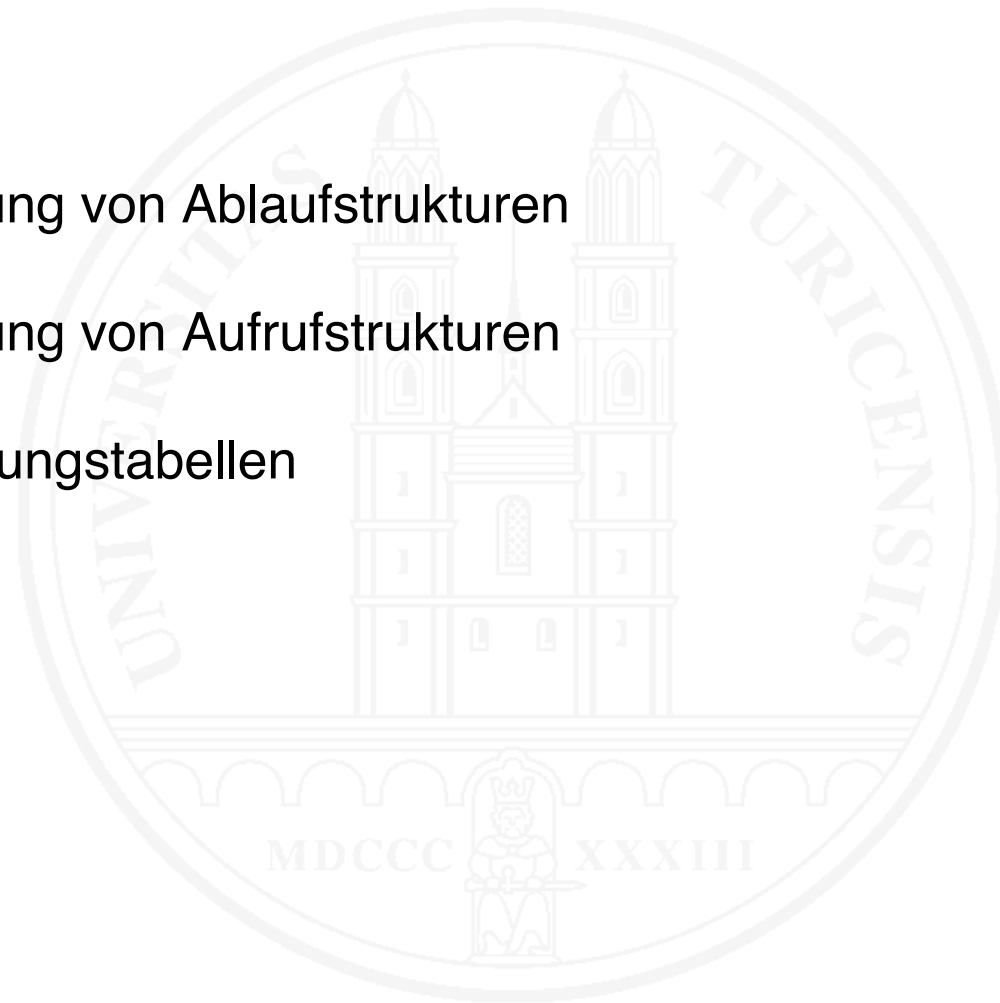 ung von Ablaufstrukturen
ung von Aufrufstrukturen
ungstabellen
UNIVERSITAS TURICENSIS
MDCCC XXXIII